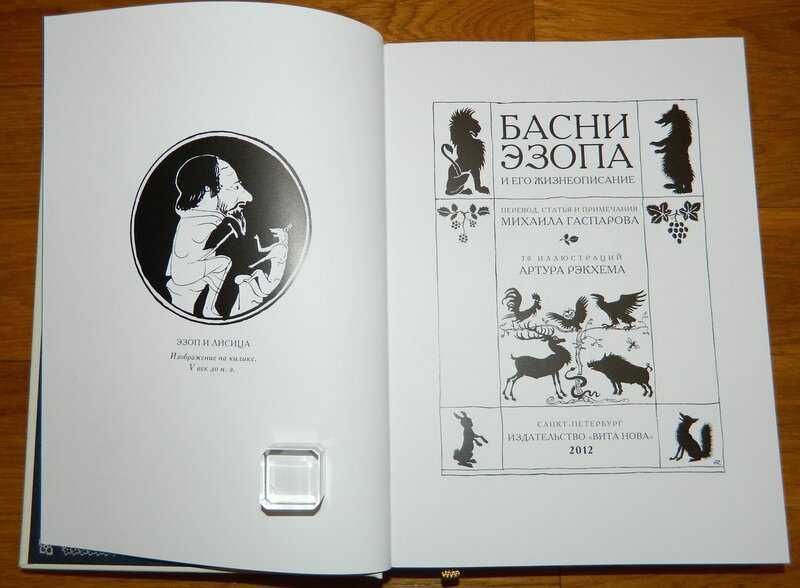 ЭЗОП И ЛИСИЦА
Изображение на килике.
V век до н. э.
БАСНИ
ЭЗОПА
И ЕГО ЖИЗНЕОПИСАНИЕ
ПЕРЕВОД, СТАТЬЯ И ПРИМЕЧАНИЯ
МИХАИЛА ГАСПАРОВА
70 ИЛЛЮСТРАЦИЙ
АРТУРА РЭКХЕМА
САНКТ-ПЕТЕРБУРГ
ИЗДАТЕЛЬСТВО «ВИТА НОВА»
2012